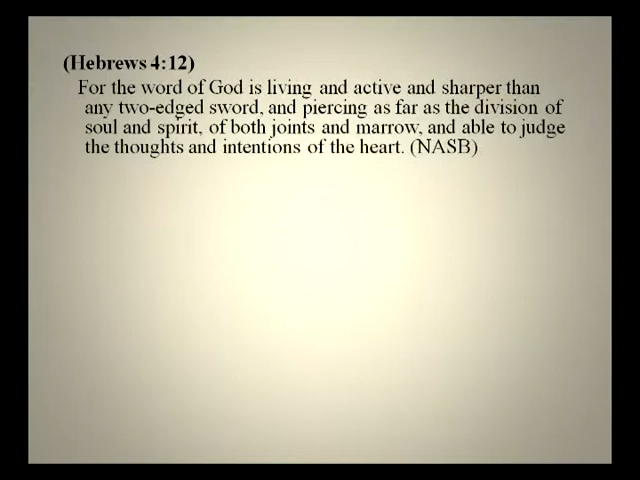 (Hebrews 4:12)
For the word of God is living and active and sharper than
any two-edged sword, and piercing as far as the division of
soul and spirit, of both joints and marrow, and able to judge
the thoughts and intentions of the heart. (NASB)